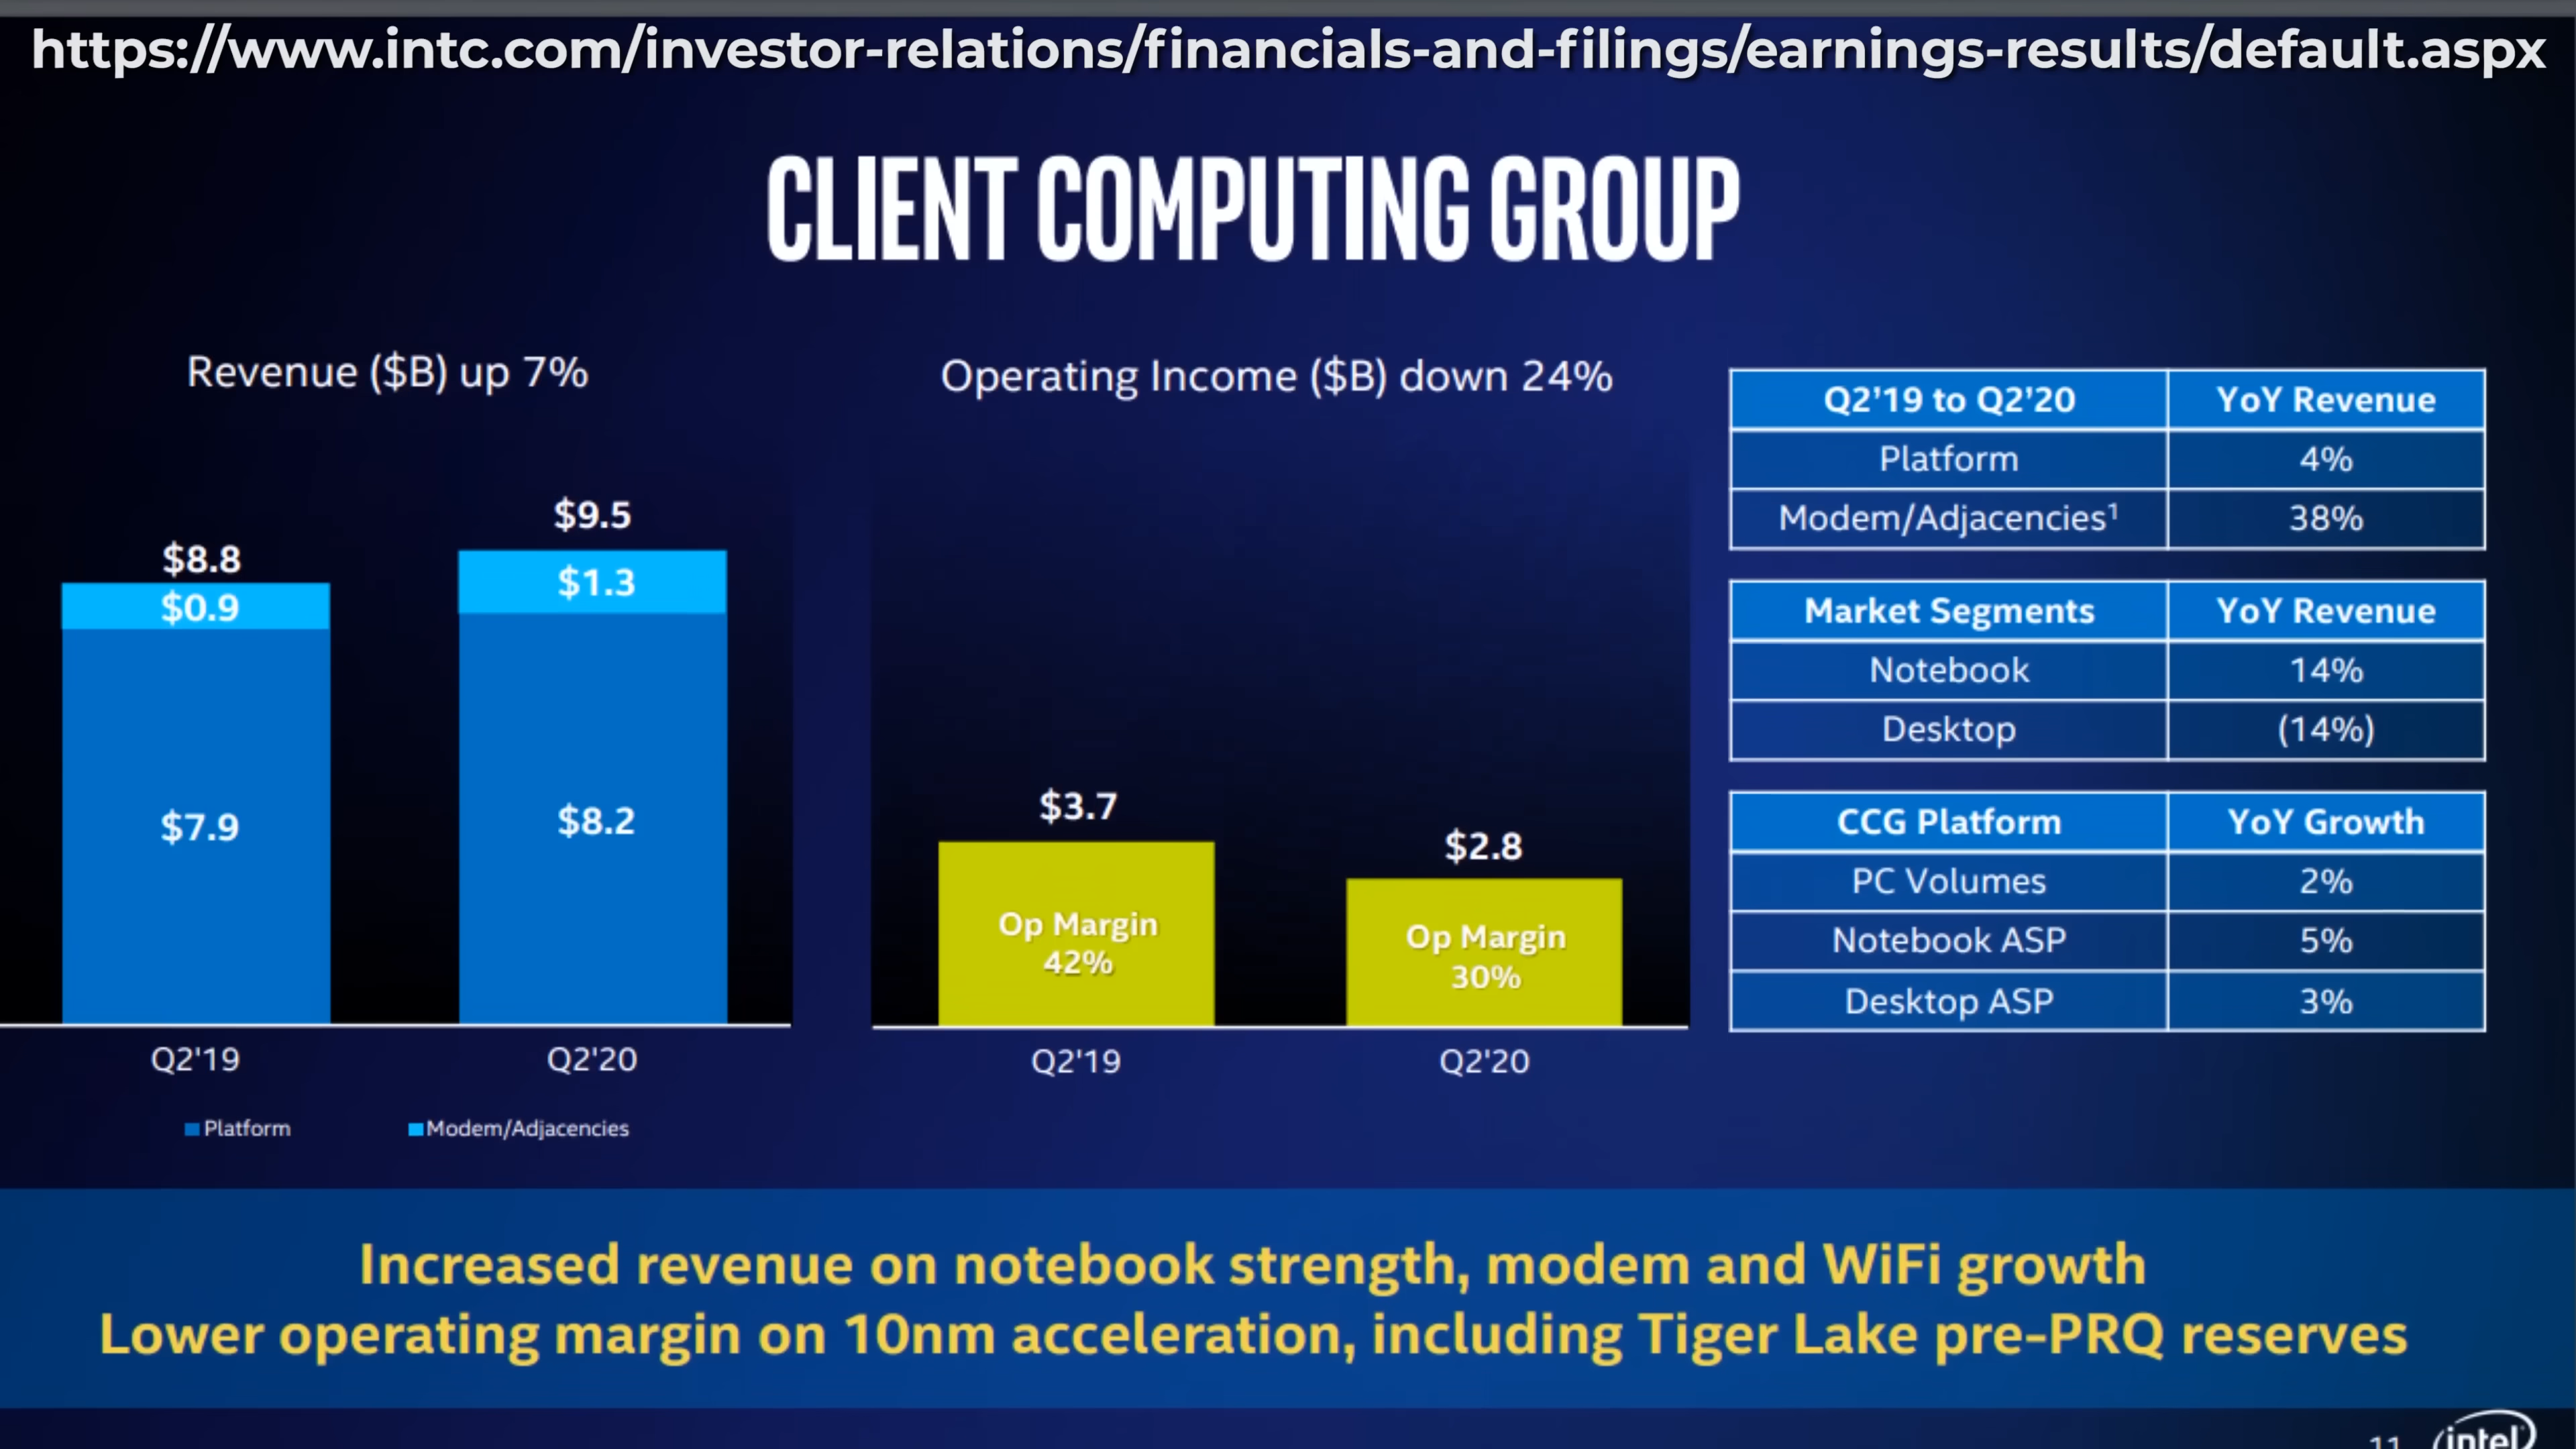 https://www.intc.com/investor-relations/financials-and-filings/earnings-results/default.aspx
CLIENT COMPUTING GROUP
Revenue ($B) up 7%
$8.8
$0.9
$7.9
$9.5
$1.3
$8.2
Q2'19
Q2'20
Platform
Modem/Adjacencies
Operating Income ($B) down 24%
$3.7
Op Margin
42%
$2.8
Op Margin
30%
Q2'19
Q2'20
Q2’19 to Q2’20 YoY Revenue
Platform 4%
Modem/Adjacencies¹ 38%
Market Segments YoY Revenue
Notebook 14%
Desktop (14%)
CCG Platform YoY Growth
PC Volumes 2%
Notebook ASP 5%
Desktop ASP 3%
Increased revenue on notebook strength, modem and WiFi growth
Lower operating margin on 10nm acceleration, including Tiger Lake pre-PRQ reserves
11
intel